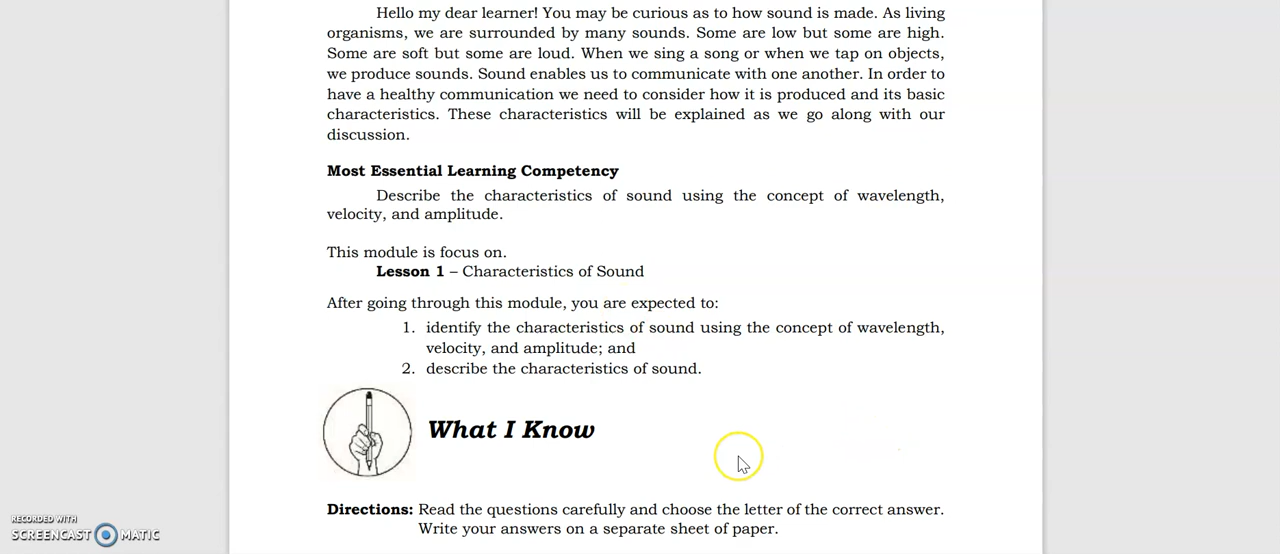 Hello my dear learner! You may be curious as to how sound is made. As living
organisms, we are surrounded by many sounds. Some are low but some are high.
Some are soft but some are loud. When we sing a song or when we tap on objects,
we produce sounds. Sound enables us to communicate with one another. In order to
have a healthy communication we need to consider how it is produced and its basic
characteristics. These characteristics will be explained as we go along with our
discussion.
Most Essential Learning Competency
Describe the characteristics of sound using the concept of wavelength,
velocity, and amplitude.
This module is focus on.
Lesson 1 – Characteristics of Sound
After going through this module, you are expected to:
1. identify the characteristics of sound using the concept of wavelength,
velocity, and amplitude; and
2. describe the characteristics of sound.
What I Know
Directions: Read the questions carefully and choose the letter of the correct answer.
Write your answers on a separate sheet of paper.
RECORDED WITH
SCREENCAST MATIC